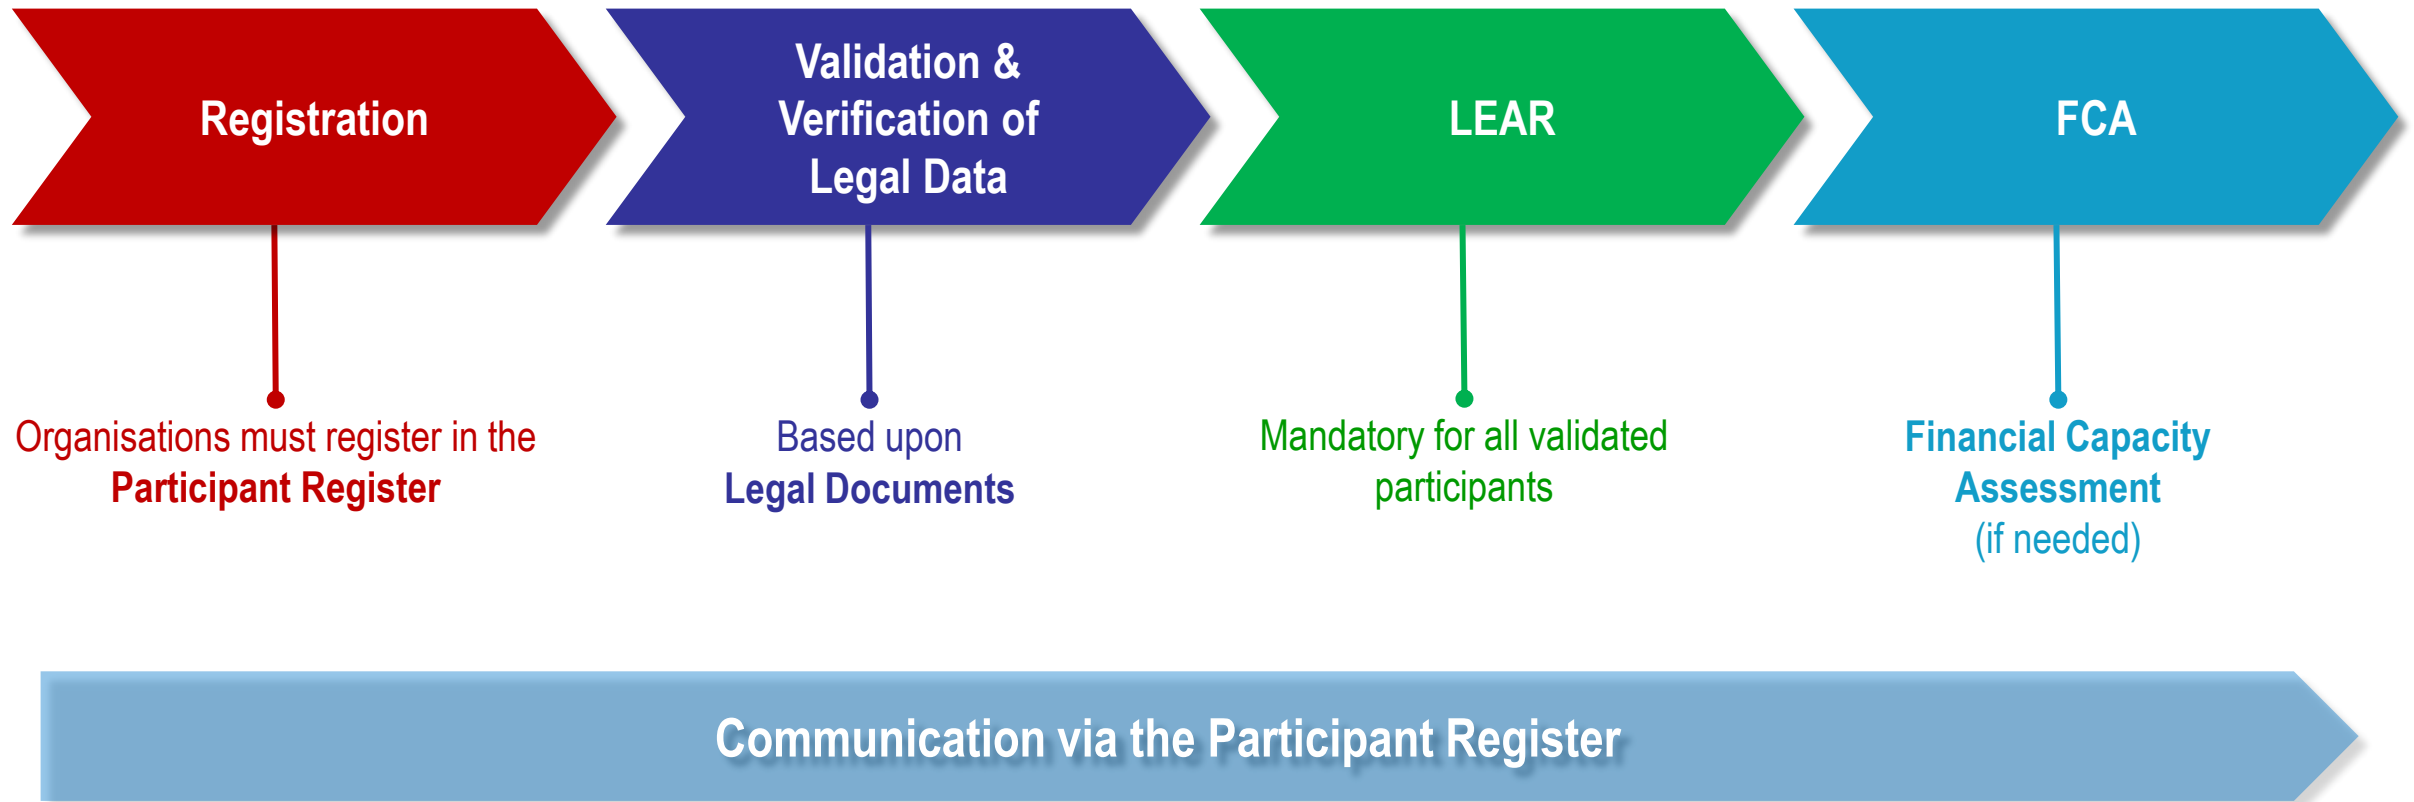 Registration
Validation &
Verification of
Legal Data
LEAR
FCA
Organisations must register in the
Participant Register
Based upon
Legal Documents
Mandatory for all validated
participants
Financial Capacity
Assessment
(if needed)
Communication via the Participant Register